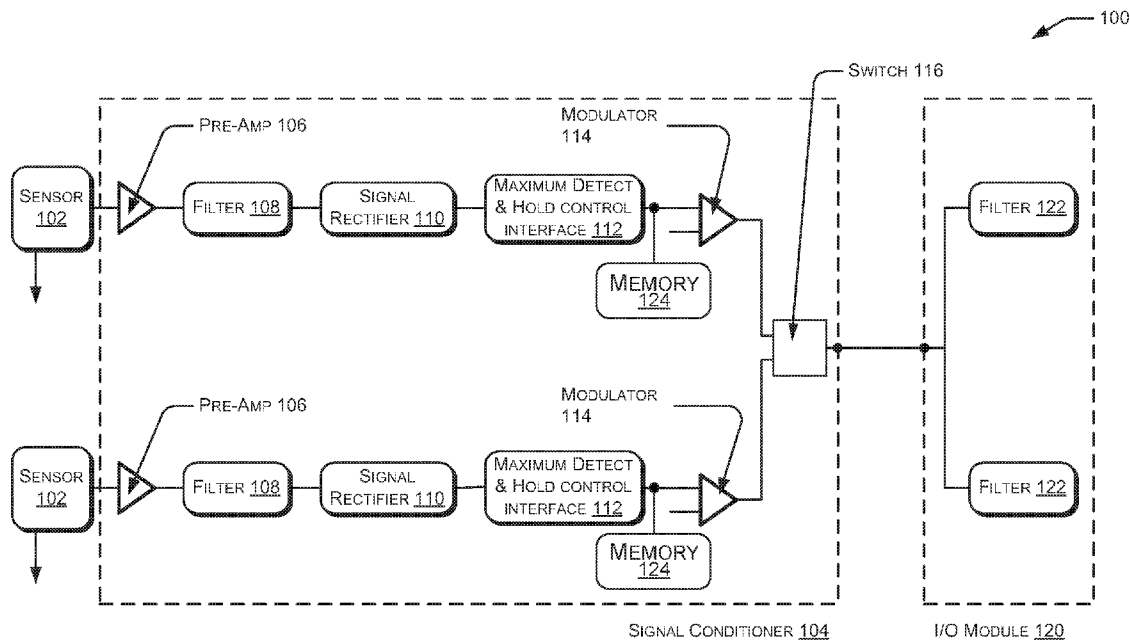 100
SWITCH 116
PRE-AMP 106
MODULATOR
114
SENSOR
102
FILTER 108
SIGNAL
RECTIFIER 110
MAXIMUM DETECT
& HOLD CONTROL
INTERFACE 112
FILTER 122
MEMORY
124
PRE-AMP 106
MODULATOR
114
SENSOR
102
FILTER 108
SIGNAL
RECTIFIER 110
MAXIMUM DETECT
& HOLD CONTROL
INTERFACE 112
FILTER 122
MEMORY
124
SIGNAL CONDITIONER 104
I/O MODULE 120